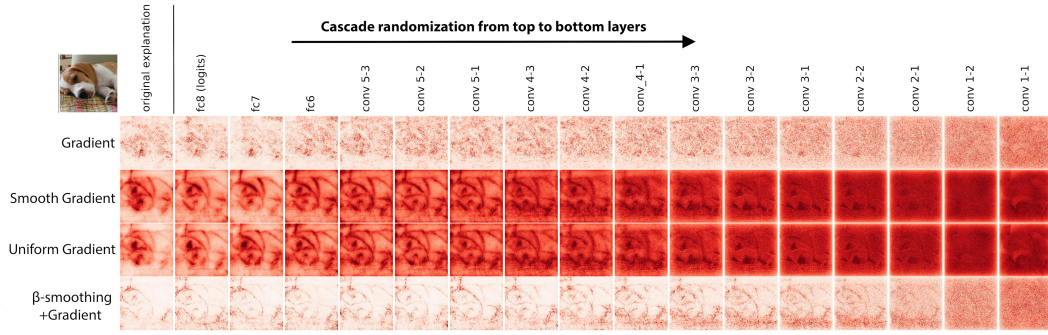 Cascade randomization from top to bottom layers
original explanation
fc8 (logits)
fc7
fc6
conv 5-3
conv 5-2
conv 5-1
conv 4-3
conv 4-2
conv_4-1
conv 3-3
conv 3-2
conv 3-1
conv 2-2
conv 2-1
conv 1-2
conv 1-1
Gradient
Smooth Gradient
Uniform Gradient
β-smoothing
+Gradient